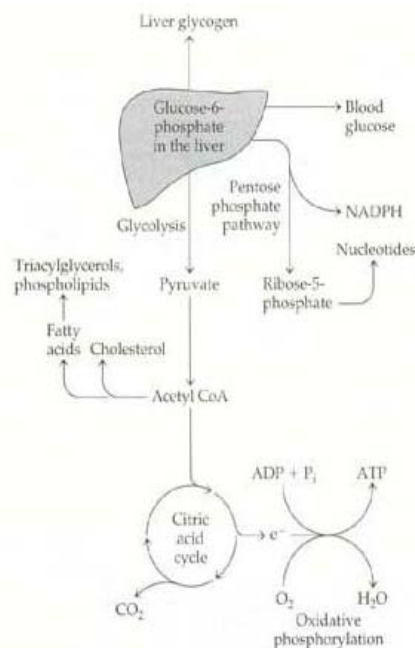 Liver glycogen
Glucose-6-
phosphate
in the liver
Blood
glucose
Pentose
phosphate
pathway
NADPH
Glycolysis
Nucleotides
Triacylglycerols,
phospholipids
Pyruvate
Ribose-5-
phosphate
Fatty
acids
Cholesterol
Acetyl CoA
ADP + Pi
ATP
Citric
acid
cycle
e−
CO2
O2
H2O
Oxidative
phosphorylation